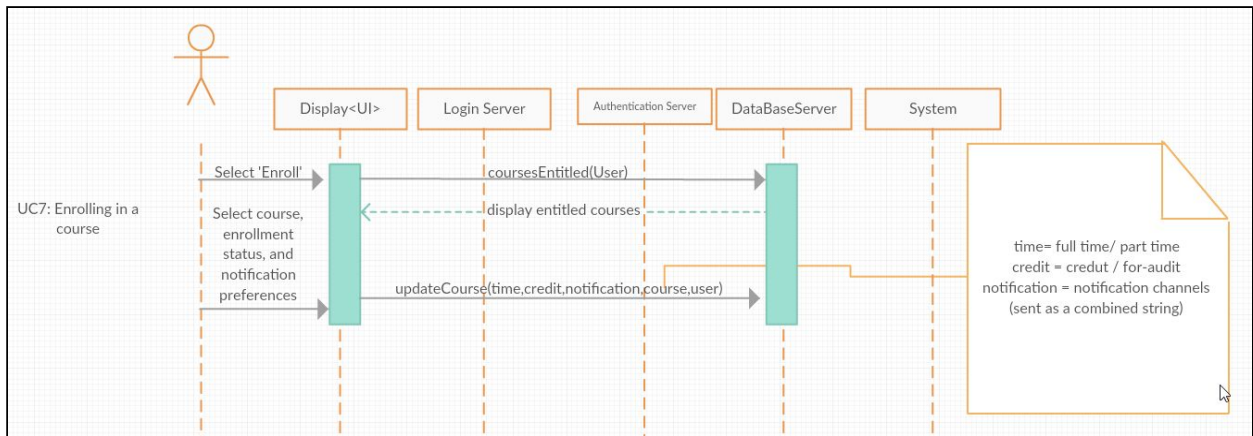 Display<UI>
Login Server
Authentication Server
DataBaseServer
System
Select 'Enroll'
coursesEntitled(User)
UC7: Enrolling in a
course
Select course,
enrollment
status, and
notification
preferences
display entitled courses
updateCourse(time,credit,notification,course,user)
time= full time/ part time
credit = credut / for-audit
notification = notification channels
(sent as a combined string)